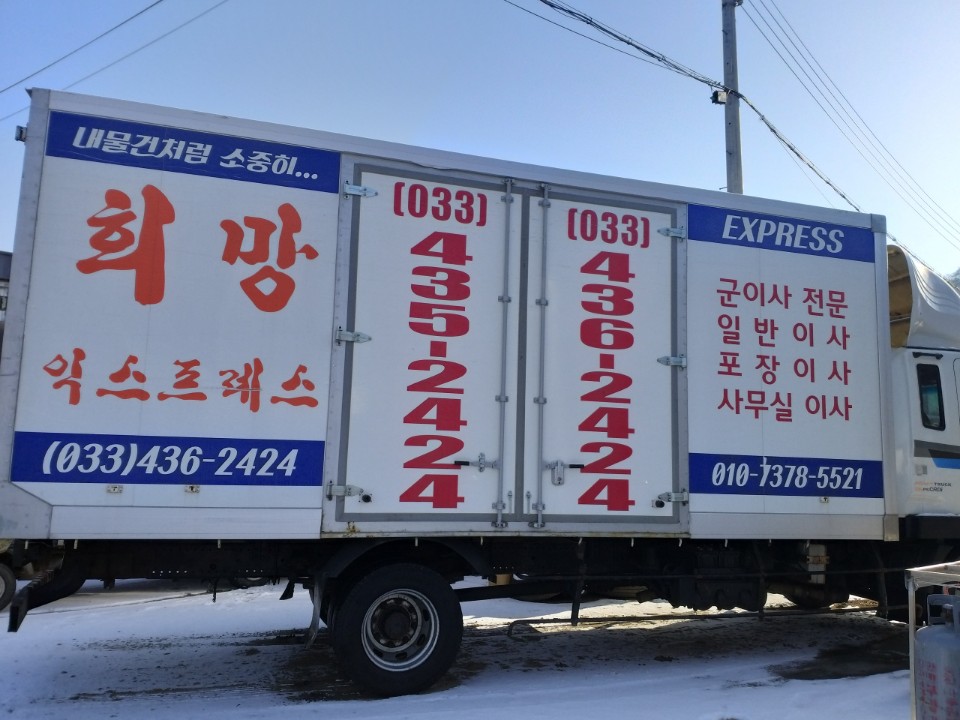 내물건처럼 소중히...
희망
익스프레스
(033)436-2424
(033)
435-2424
(033)
436-2424
EXPRESS
군이사 전문
일반이사
포장이사
사무실 이사
010-7378-5521